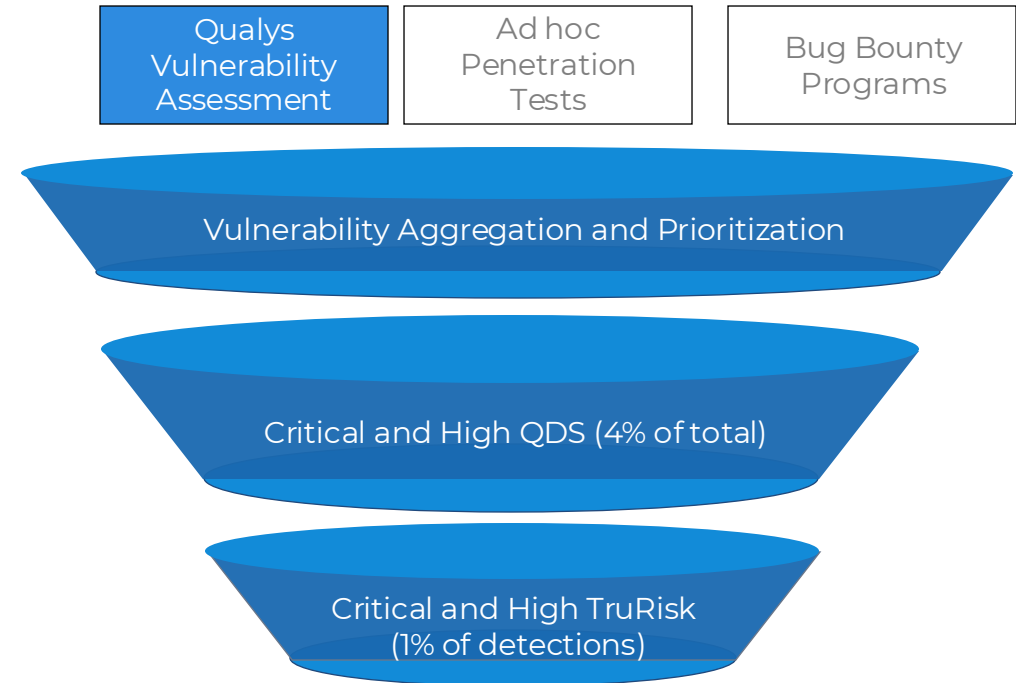 Qualys
Vulnerability
Assessment
Ad hoc
Penetration
Tests
Bug Bounty
Programs
Vulnerability Aggregation and Prioritization
Critical and High QDS (4% of total)
Critical and High TruRisk
(1% of detections)